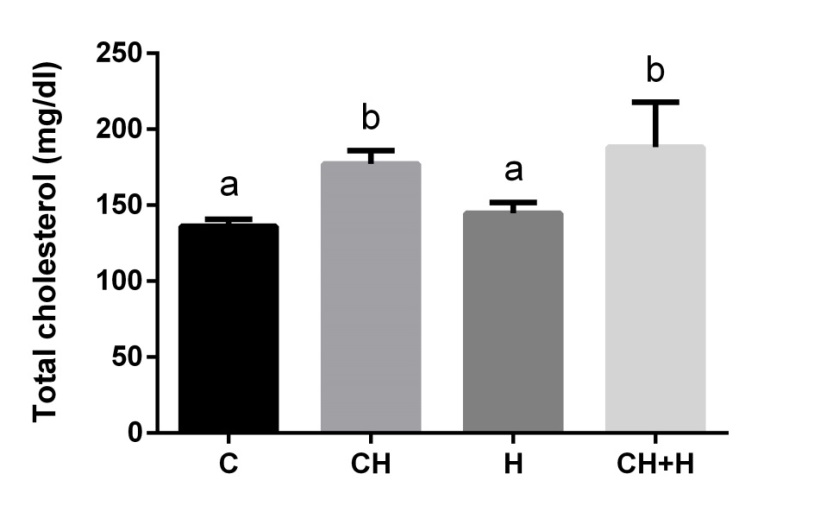 Total cholesterol (mg/dl)
250
200
150
100
50
0
a
b
a
b
C
CH
H
CH+H